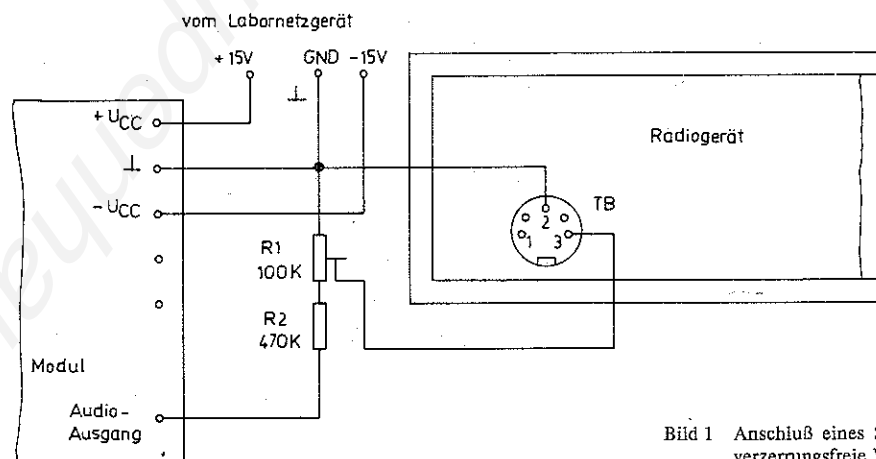 vom Labornetzgerät
+15V GND -15V
+UCC
⊥
⊥
-UCC
Radiogerät
TB
1 2 3
R1
100K
R2
470K
Modul
Audio-
Ausgang
Bild 1 Anschluß eines
verzerrungsfreie